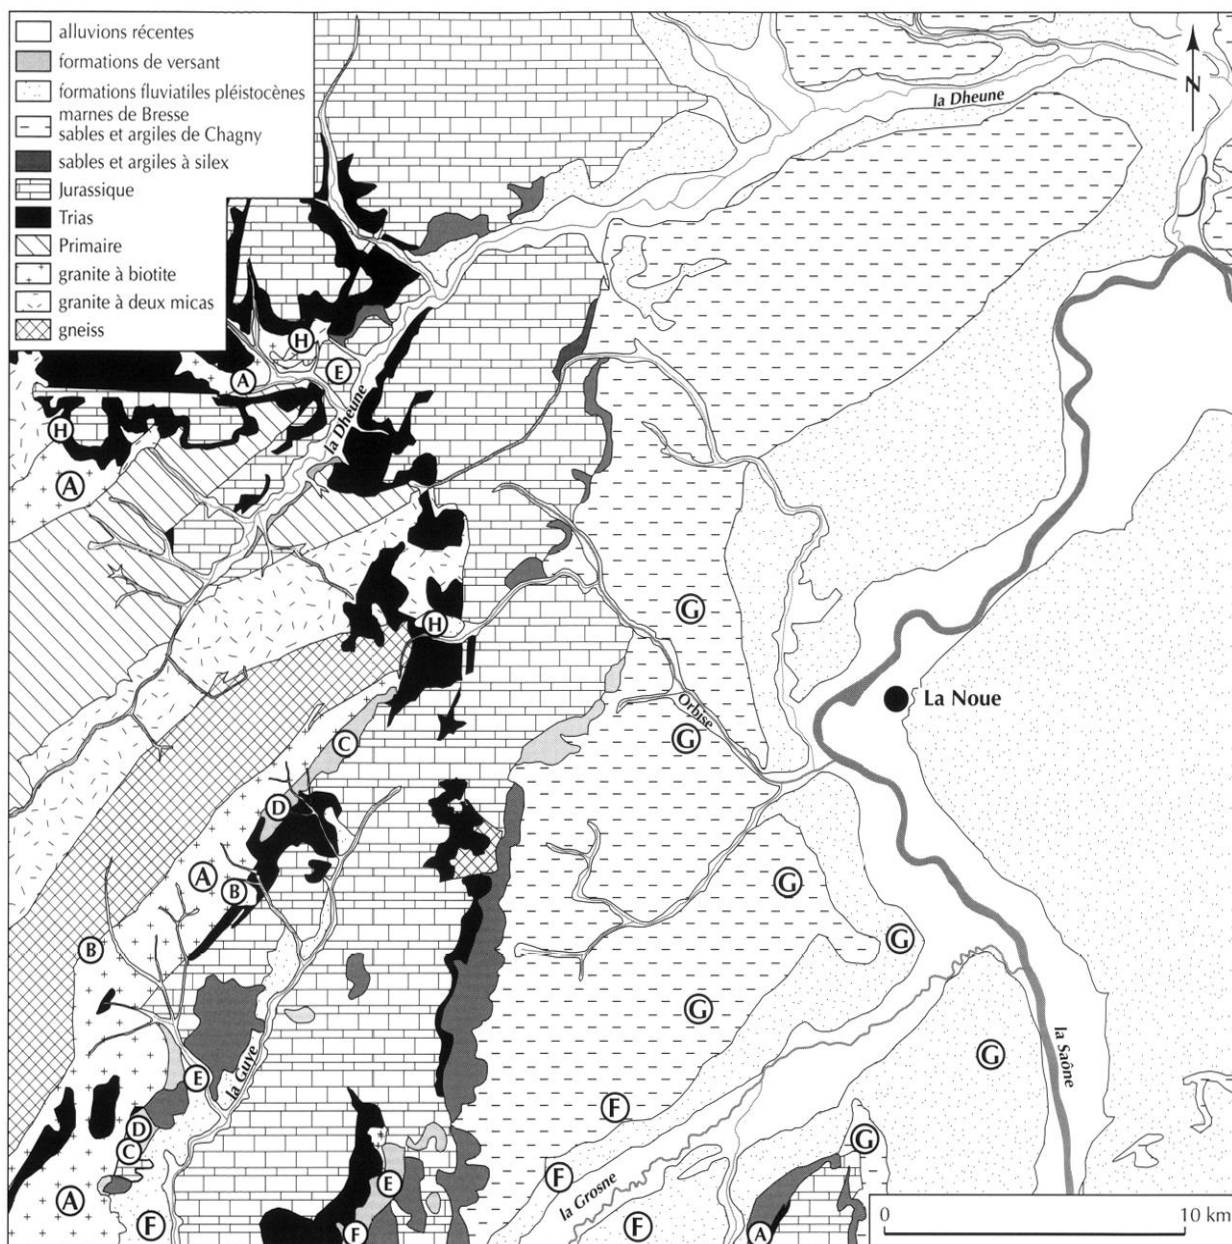 alluvions récentes
formations de versant
formations fluviatiles pléistocènes
marnes de Bresse
sables et argiles de Chagny
sables et argiles à silex
Jurassique
Trias
Primaire
granite à biotite
granite à deux micas
gneiss
N
la Dheune
H
A
E
la Dheune
H
A
G
H
La Noue
Orbise
G
C
D
A
B
G
B
G
G
la Guye
E
G
la Saône
F
D
C
G
A
E
F
la Grosne
F
F
F
A
0
10 km